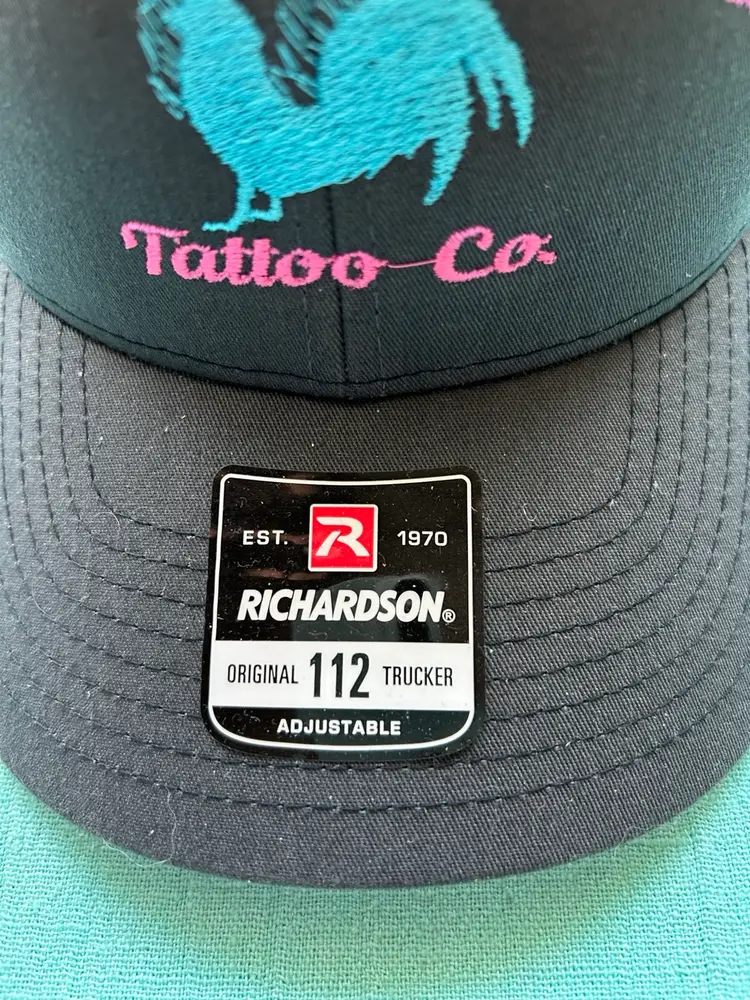 Tattoo Co.
EST. R 1970
RICHARDSON®
ORIGINAL 112 TRUCKER
ADJUSTABLE